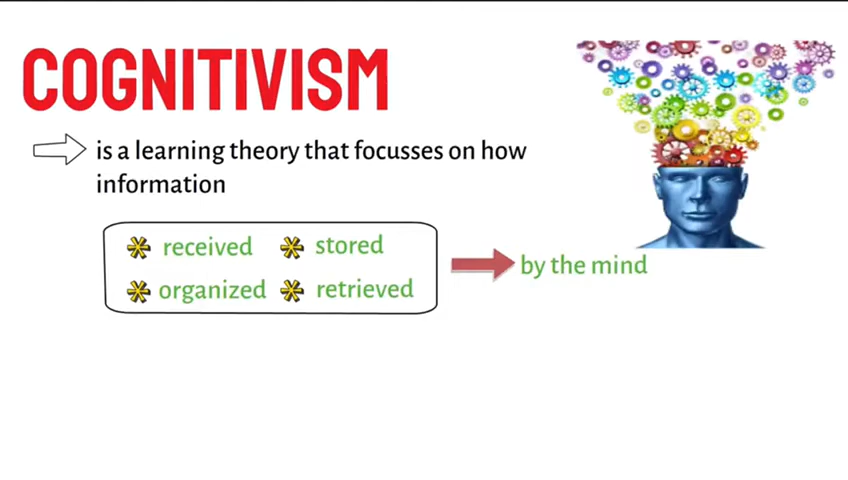 COGNITIVISM
is a learning theory that focusses on how
information
received stored
organized retrieved
by the mind